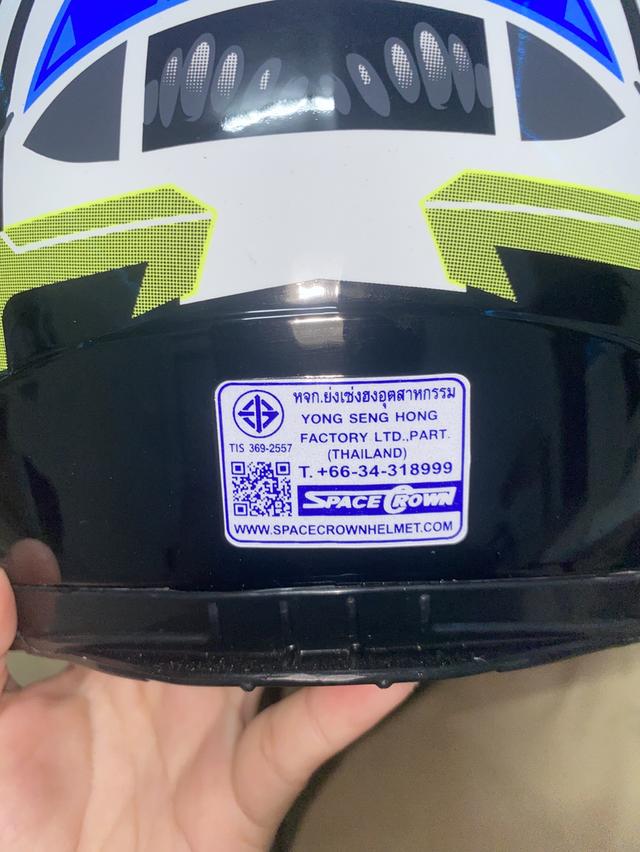 หจก.ย่งเซ่งฮงอุตสาหกรรม
YONG SENG HONG
FACTORY LTD.,PART.
(THAILAND)
TIS 369-2557
T. +66-34-318999
SPACE CROWN
WWW.SPACECROWNHELMET.COM